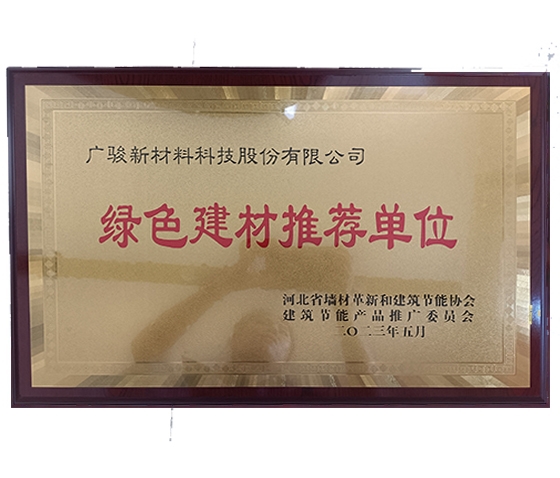 广骏新材料科技股份有限公司
绿色建材推荐单位
河北省墙材革新和建筑节能协会
建筑节能产品推广委员会
二〇二三年五月